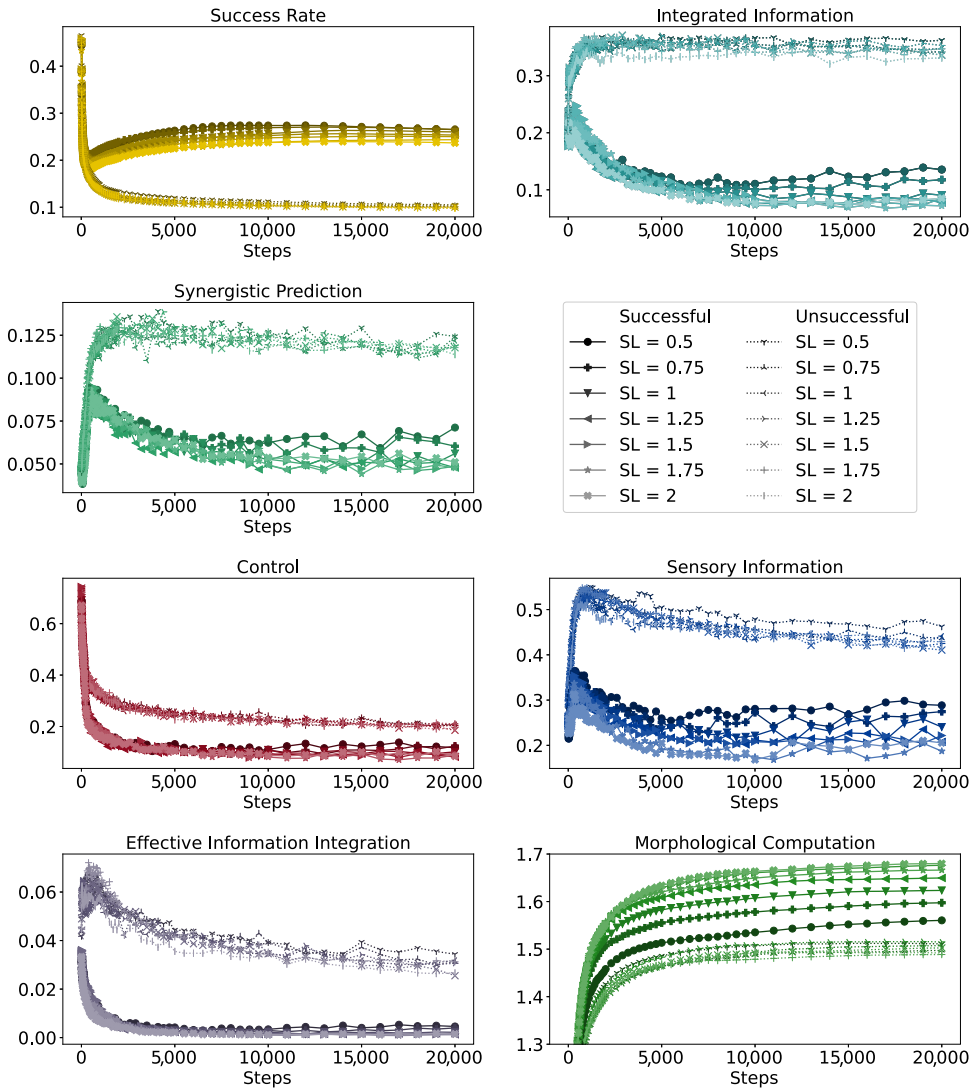 Success Rate
0.4
0.3
0.2
0.1
0 5,000 10,000 15,000 20,000
Steps
Integrated Information
0.3
0.2
0.1
0 5,000 10,000 15,000 20,000
Steps
Synergistic Prediction
0.125
0.100
0.075
0.050
0 5,000 10,000 15,000 20,000
Steps
Successful Unsuccessful
SL = 0.5 SL = 0.5
SL = 0.75 SL = 0.75
SL = 1 SL = 1
SL = 1.25 SL = 1.25
SL = 1.5 SL = 1.5
SL = 1.75 SL = 1.75
SL = 2 SL = 2
Control
0.6
0.4
0.2
0 5,000 10,000 15,000 20,000
Steps
Sensory Information
0.5
0.4
0.3
0.2
0 5,000 10,000 15,000 20,000
Steps
Effective Information Integration
0.06
0.04
0.02
0.00
0 5,000 10,000 15,000 20,000
Steps
Morphological Computation
1.7
1.6
1.5
1.4
1.3
0 5,000 10,000 15,000 20,000
Steps